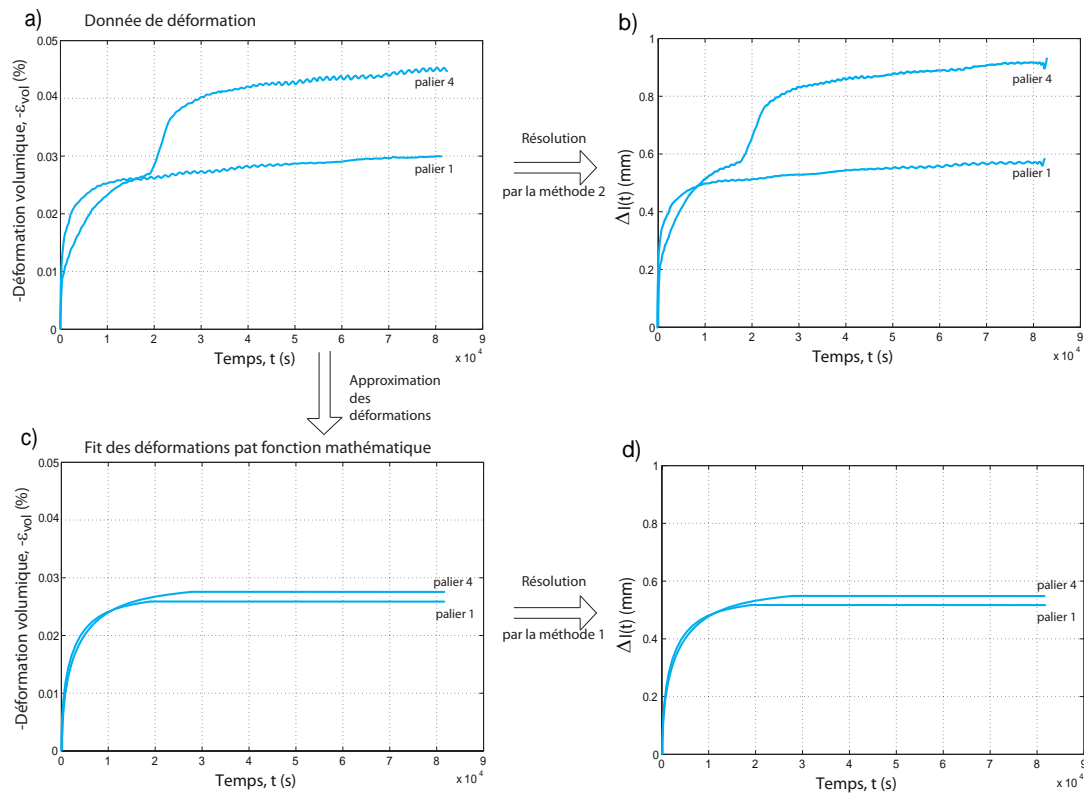 a)
Donnée de déformation
0.05
0.04
0.03
0.02
0.01
0
-Déformation volumique, -εvol (%)
palier 4
palier 1
0 1 2 3 4 5 6 7 8 9
x 10 4
Temps, t (s)
Résolution
par la méthode 2
b)
1
0.8
0.6
0.4
0.2
0
Δl(t) (mm)
palier 4
palier 1
0 1 2 3 4 5 6 7 8 9
x 10 4
Temps, t (s)
Approximation
des
déformations
c)
Fit des déformations pat fonction mathématique
0.05
0.04
0.03
0.02
0.01
0
-Déformation volumique, -εvol (%)
palier 4
palier 1
0 1 2 3 4 5 6 7 8 9
x 10 4
Temps, t (s)
Résolution
par la méthode 1
d)
1
0.8
0.6
0.4
0.2
0
Δl(t) (mm)
palier 4
palier 1
0 1 2 3 4 5 6 7 8 9
x 10 4
Temps, t (s)